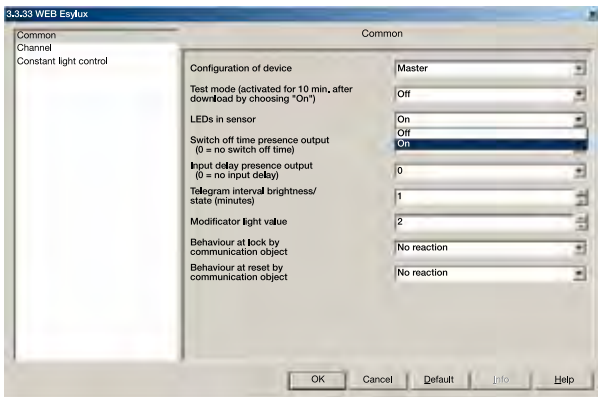 3.3.33 WEB Esylux
Common
Channel
Constant light control
Common
Configuration of device
Master
Test mode (activated for 10 min. after
download by choosing "On")
Off
LEDs in sensor
On
Off
On
Switch off time presence output
(0 = no switch off time)
Input delay presence output
(0 = no input delay)
0
Telegram interval brightness/
state (minutes)
1
Modificator light value
2
Behaviour at lock by
communication object
No reaction
Behaviour at reset by
communication object
No reaction
OK
Cancel
Default
Info
Help